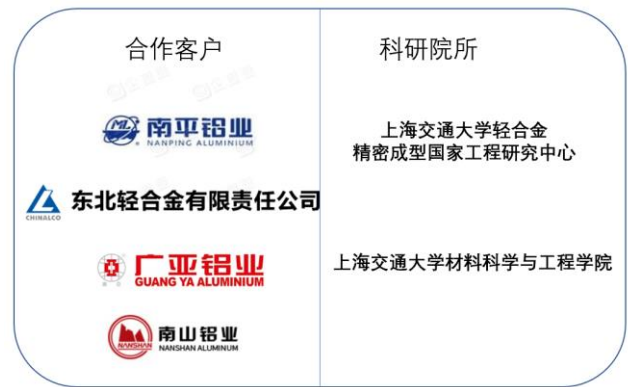 合作客户
南平铝业
NANPING ALUMINIUM
东北轻合金有限责任公司
CHINALCO
广亚铝业
GUANG YA ALUMINIUM
南山铝业
NANSHAN
NANSHAN ALUMINUM
科研院所
上海交通大学轻合金
精密成型国家工程研究中心
上海交通大学材料科学与工程学院